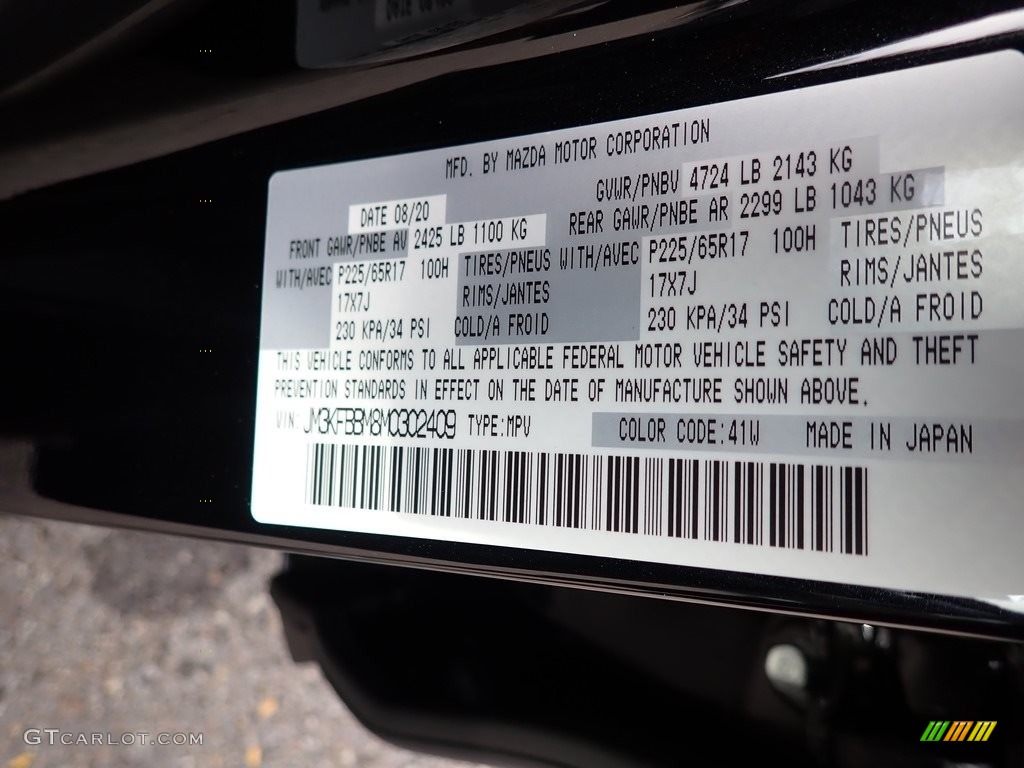 MFD. BY MAZDA MOTOR CORPORATION
DATE 08/20 GVWR/PNBV 4724 LB 2143 KG
FRONT GAWR/PNBE AV 2425 LB 1100 KG REAR GAWR/PNBE AR 2299 LB 1043 KG
WITH/AVEC P225/65R17 100H TIRES/PNEUS WITH/AVEC P225/65R17 100H TIRES/PNEUS
17X7J RIMS/JANTES 17X7J RIMS/JANTES
230 KPA/34 PSI COLD/A FROID 230 KPA/34 PSI COLD/A FROID
THIS VEHICLE CONFORMS TO ALL APPLICABLE FEDERAL MOTOR VEHICLE SAFETY AND THEFT
PREVENTION STANDARDS IN EFFECT ON THE DATE OF MANUFACTURE SHOWN ABOVE.
VIN: JM3KFBBM8M0302409 TYPE:MPV COLOR CODE:41W MADE IN JAPAN
GTCARLOT.COM